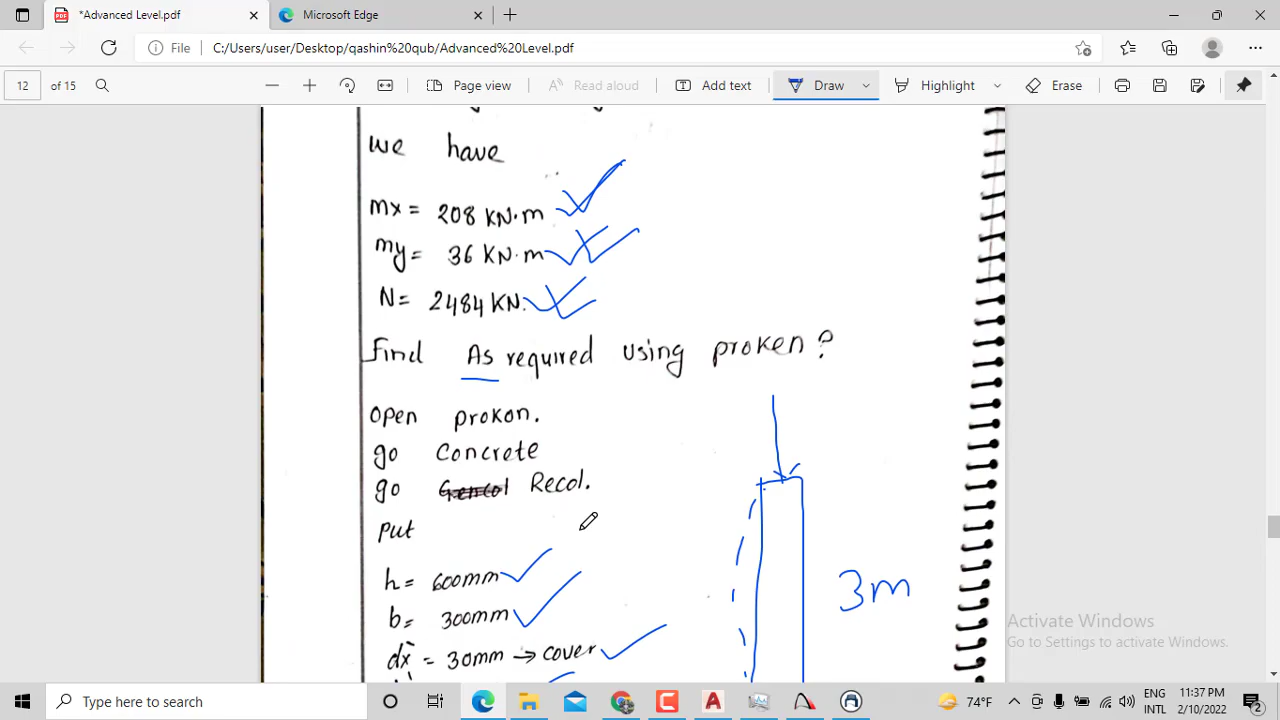 *Advanced Level.pdf
Microsoft Edge
File
C:/Users/user/Desktop/qashin%20qub/Advanced%20Level.pdf
12 of 15
Page view
Read aloud
Add text
Draw
Highlight
Erase
we have
mx = 208 KN.m
my = 36 KN.m
N = 2484 KN.
Find As required using proken?
open prokon.
go Concrete
go Gencol Recol.
put
h = 600mm
b = 300mm
dx' = 30mm → cover
3m
Activate Windows
Go to Settings to activate Windows.
Type here to search
74°F
ENG
INTL
1:37 PM
2/10/2022
2